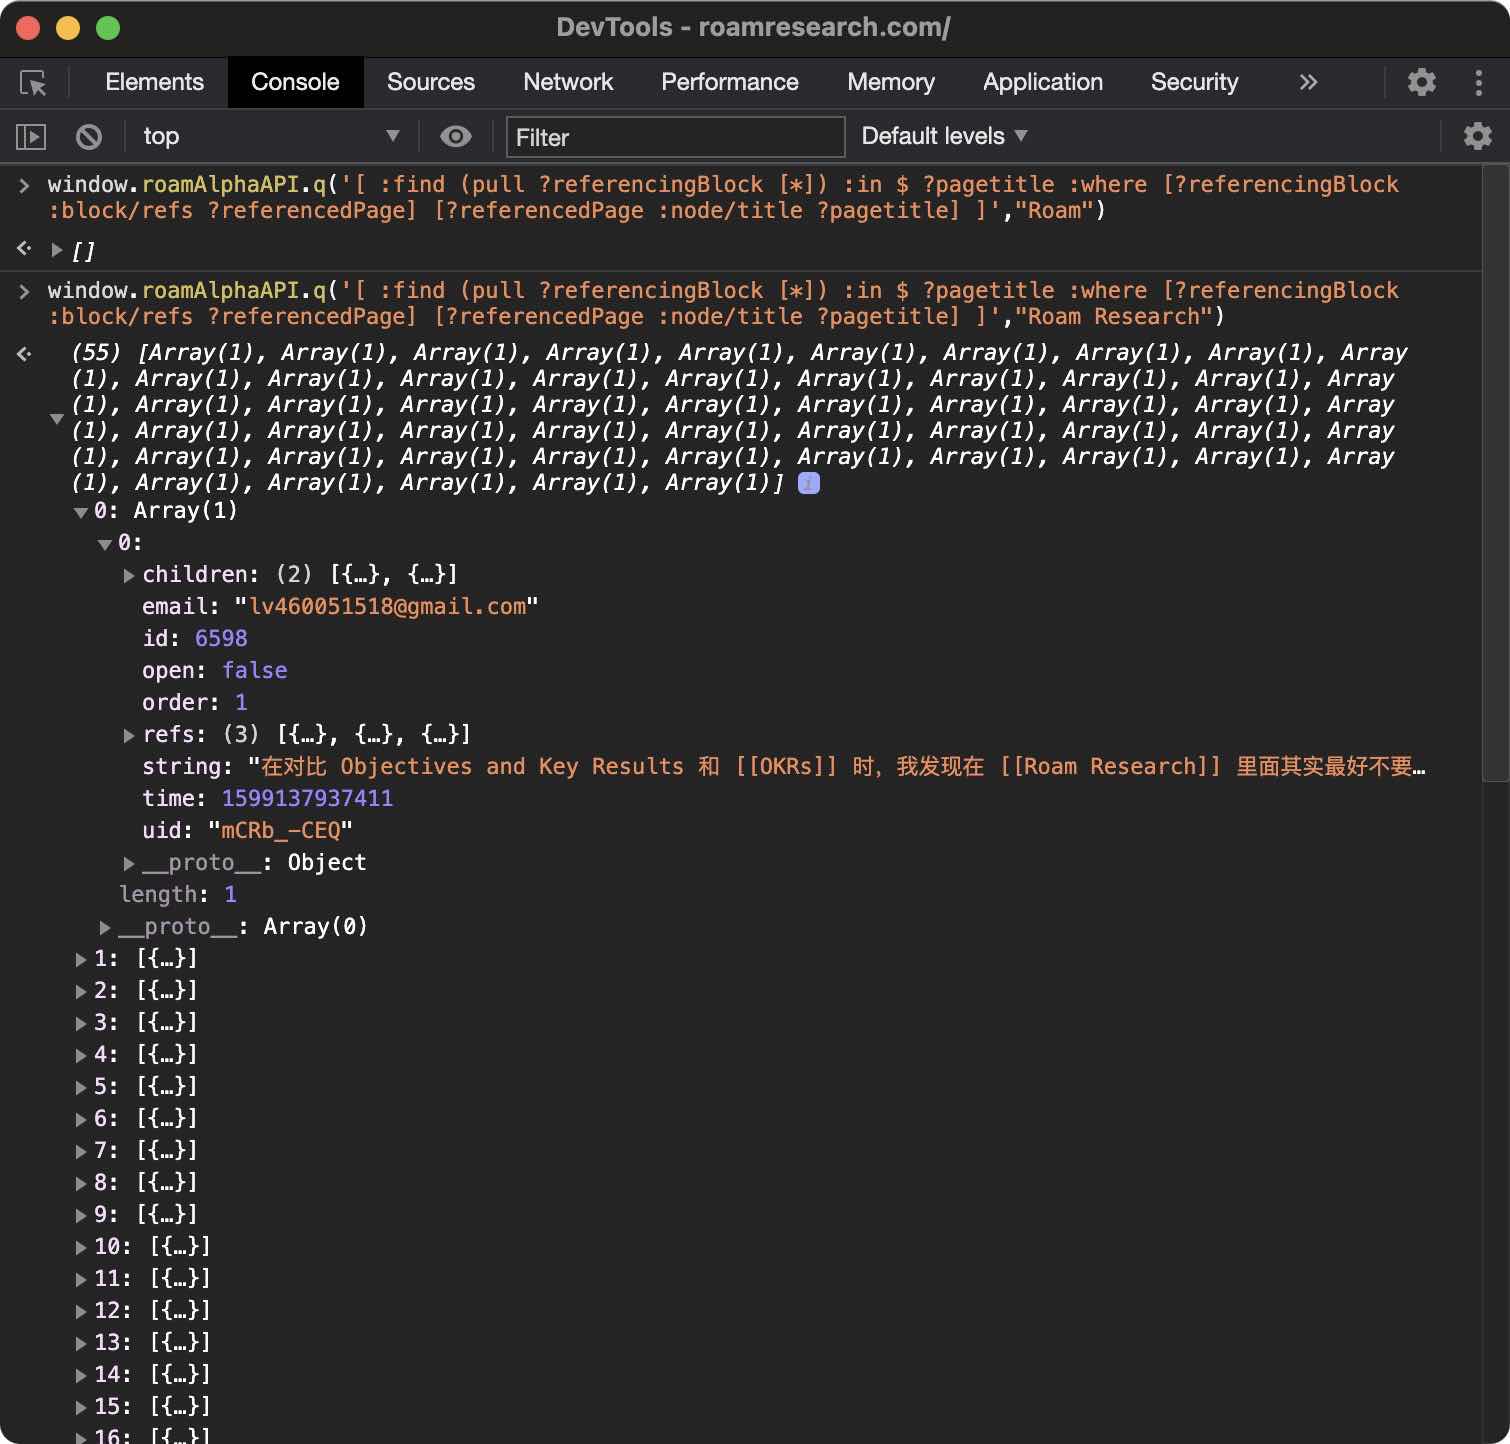 DevTools - roamresearch.com/
Elements Console Sources Network Performance Memory Application Security »
top ▼ Filter Default levels ▼
> window.roamAlphaAPI.q('[ :find (pull ?referencingBlock [*]) :in $ ?pagetitle :where [?referencingBlock
:block/refs ?referencedPage] [?referencedPage :node/title ?pagetitle] ]',"Roam")
[]
> window.roamAlphaAPI.q('[ :find (pull ?referencingBlock [*]) :in $ ?pagetitle :where [?referencingBlock
:block/refs ?referencedPage] [?referencedPage :node/title ?pagetitle] ]',"Roam Research")
(55) [Array(1), Array(1), Array(1), Array(1), Array(1), Array(1), Array(1), Array(1), Array(1), Array
(1), Array(1), Array(1), Array(1), Array(1), Array(1), Array(1), Array(1), Array(1), Array(1), Array
(1), Array(1), Array(1), Array(1), Array(1), Array(1), Array(1), Array(1), Array(1), Array(1), Array
(1), Array(1), Array(1), Array(1), Array(1), Array(1), Array(1), Array(1), Array(1), Array(1), Array
(1), Array(1), Array(1), Array(1), Array(1), Array(1), Array(1), Array(1), Array(1), Array(1), Array
(1), Array(1), Array(1), Array(1), Array(1), Array(1)] i
0: Array(1)
0:
children: (2) [{…}, {…}]
email: "lv460051518@gmail.com"
id: 6598
open: false
order: 1
refs: (3) [{…}, {…}, {…}]
string: "在对比 Objectives and Key Results 和 [[OKRs]] 时，我发现在 [[Roam Research]] 里面其实最好不要…
time: 1599137937411
uid: "mCRb_-CEQ"
__proto__: Object
length: 1
__proto__: Array(0)
1: [{…}]
2: [{…}]
3: [{…}]
4: [{…}]
5: [{…}]
6: [{…}]
7: [{…}]
8: [{…}]
9: [{…}]
10: [{…}]
11: [{…}]
12: [{…}]
13: [{…}]
14: [{…}]
15: [{…}]
16: [{…}]